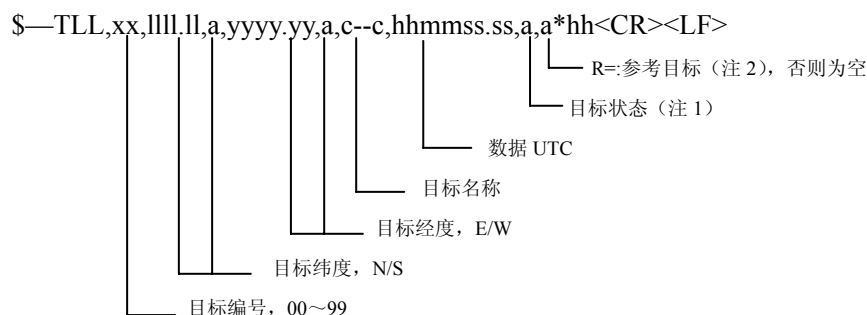 $—TLL,xx,llll.ll,a,yyyy.yy,a,c--c,hhmmss.ss,a,a*hh<CR><LF>
R=:参考目标（注 2），否则为空
目标状态（注 1）
数据 UTC
目标名称
目标经度，E/W
目标纬度，N/S
目标编号，00～99